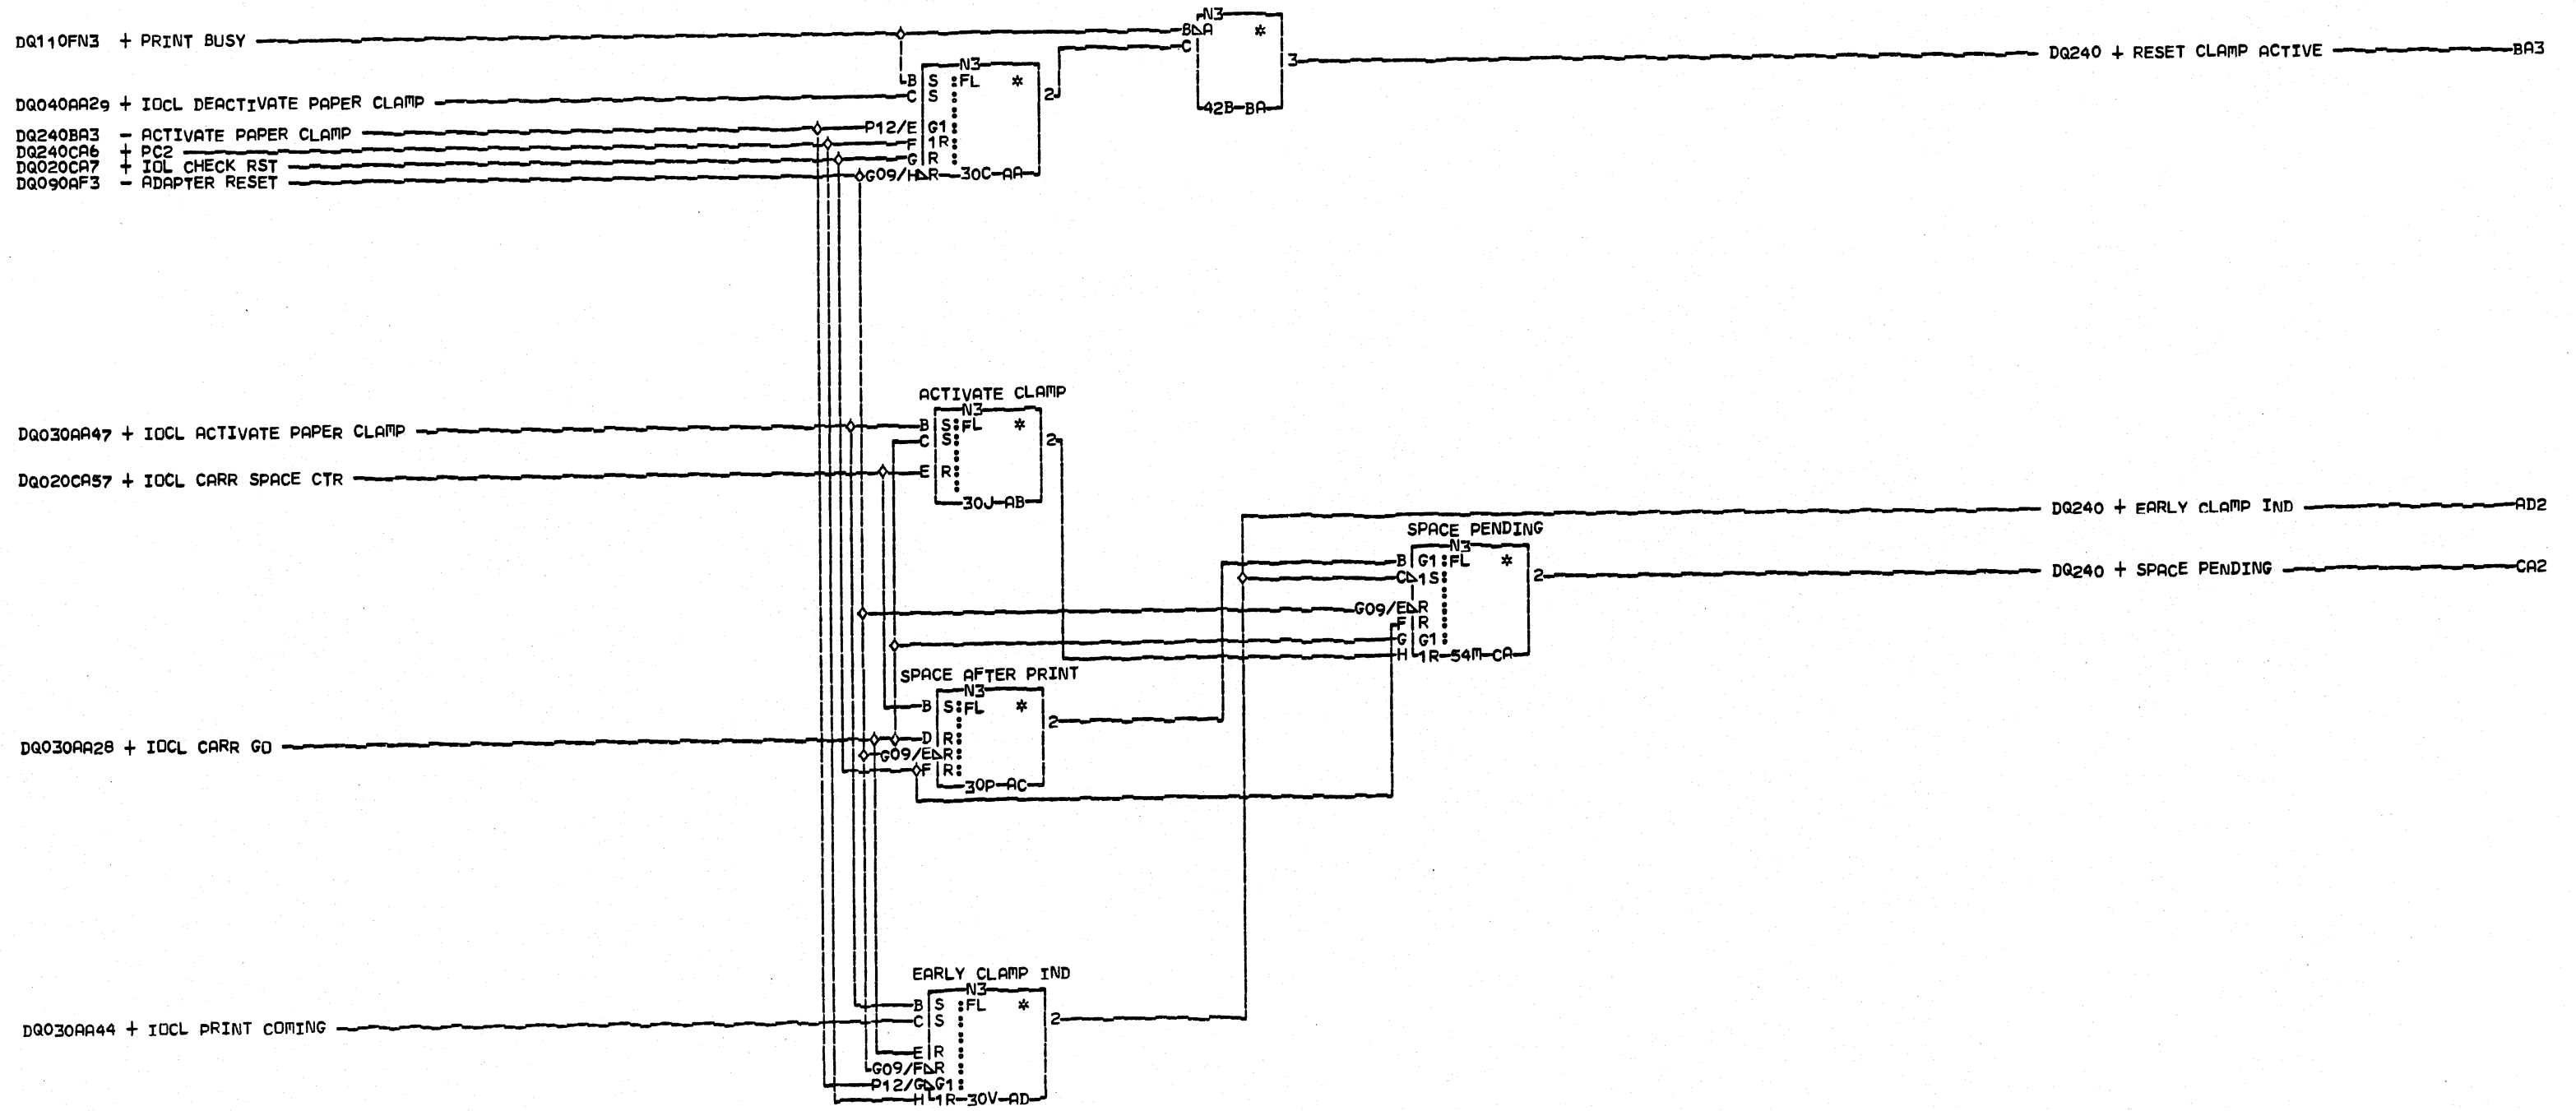 DQ110FN3 + PRINT BUSY
N3
B A *
C
3
DQ240 + RESET CLAMP ACTIVE BA3
42B-BA
N3
B S FL *
DQ040AA29 + IOCL DEACTIVATE PAPER CLAMP C S 2
DQ240BA3 - ACTIVATE PAPER CLAMP P12/E G1
DQ240CA6 + PC2 F 1R
DQ020CA7 + IOL CHECK RST G R
DQ090AF3 - ADAPTER RESET G09/H R 30C-AA
ACTIVATE CLAMP
N3
DQ030AA47 + IOCL ACTIVATE PAPER CLAMP B S FL *
C S 2
DQ020CA57 + IOCL CARR SPACE CTR E R
30J-AB
DQ240 + EARLY CLAMP IND AD2
SPACE PENDING
N3
B G1 FL *
C 1S 2 DQ240 + SPACE PENDING CA2
G09/E R
F R
G G1
H 1R-54M-CA
SPACE AFTER PRINT
N3
B S FL *
2
DQ030AA28 + IOCL CARR GO D R
G09/E R
F R
30P-AC
EARLY CLAMP IND
N3
B S FL *
DQ030AA44 + IOCL PRINT COMING C S 2
E R
G09/F R
P12/G G1
H 1R-30V-AD